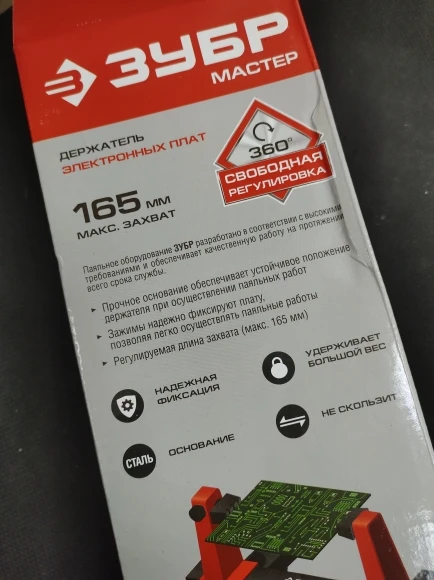 ЗУБР
МАСТЕР
ДЕРЖАТЕЛЬ
ЭЛЕКТРОННЫХ ПЛАТ
360°
СВОБОДНАЯ
РЕГУЛИРОВКА
165 ММ
МАКС. ЗАХВАТ
Паяльное оборудование ЗУБР разработано в соответствии с высокими
требованиями и обеспечивает качественную работу на протяжении
всего срока службы.
▸ Прочное основание обеспечивает устойчивое положение
держателя при осуществлении паяльных работ
▸ Зажимы надежно фиксируют плату,
позволяя легко осуществлять паяльные работы
▸ Регулируемая длина захвата (макс. 165 мм)
НАДЕЖНАЯ
ФИКСАЦИЯ
УДЕРЖИВАЕТ
БОЛЬШОЙ ВЕС
СТАЛЬ
ОСНОВАНИЕ
НЕ СКОЛЬЗИТ